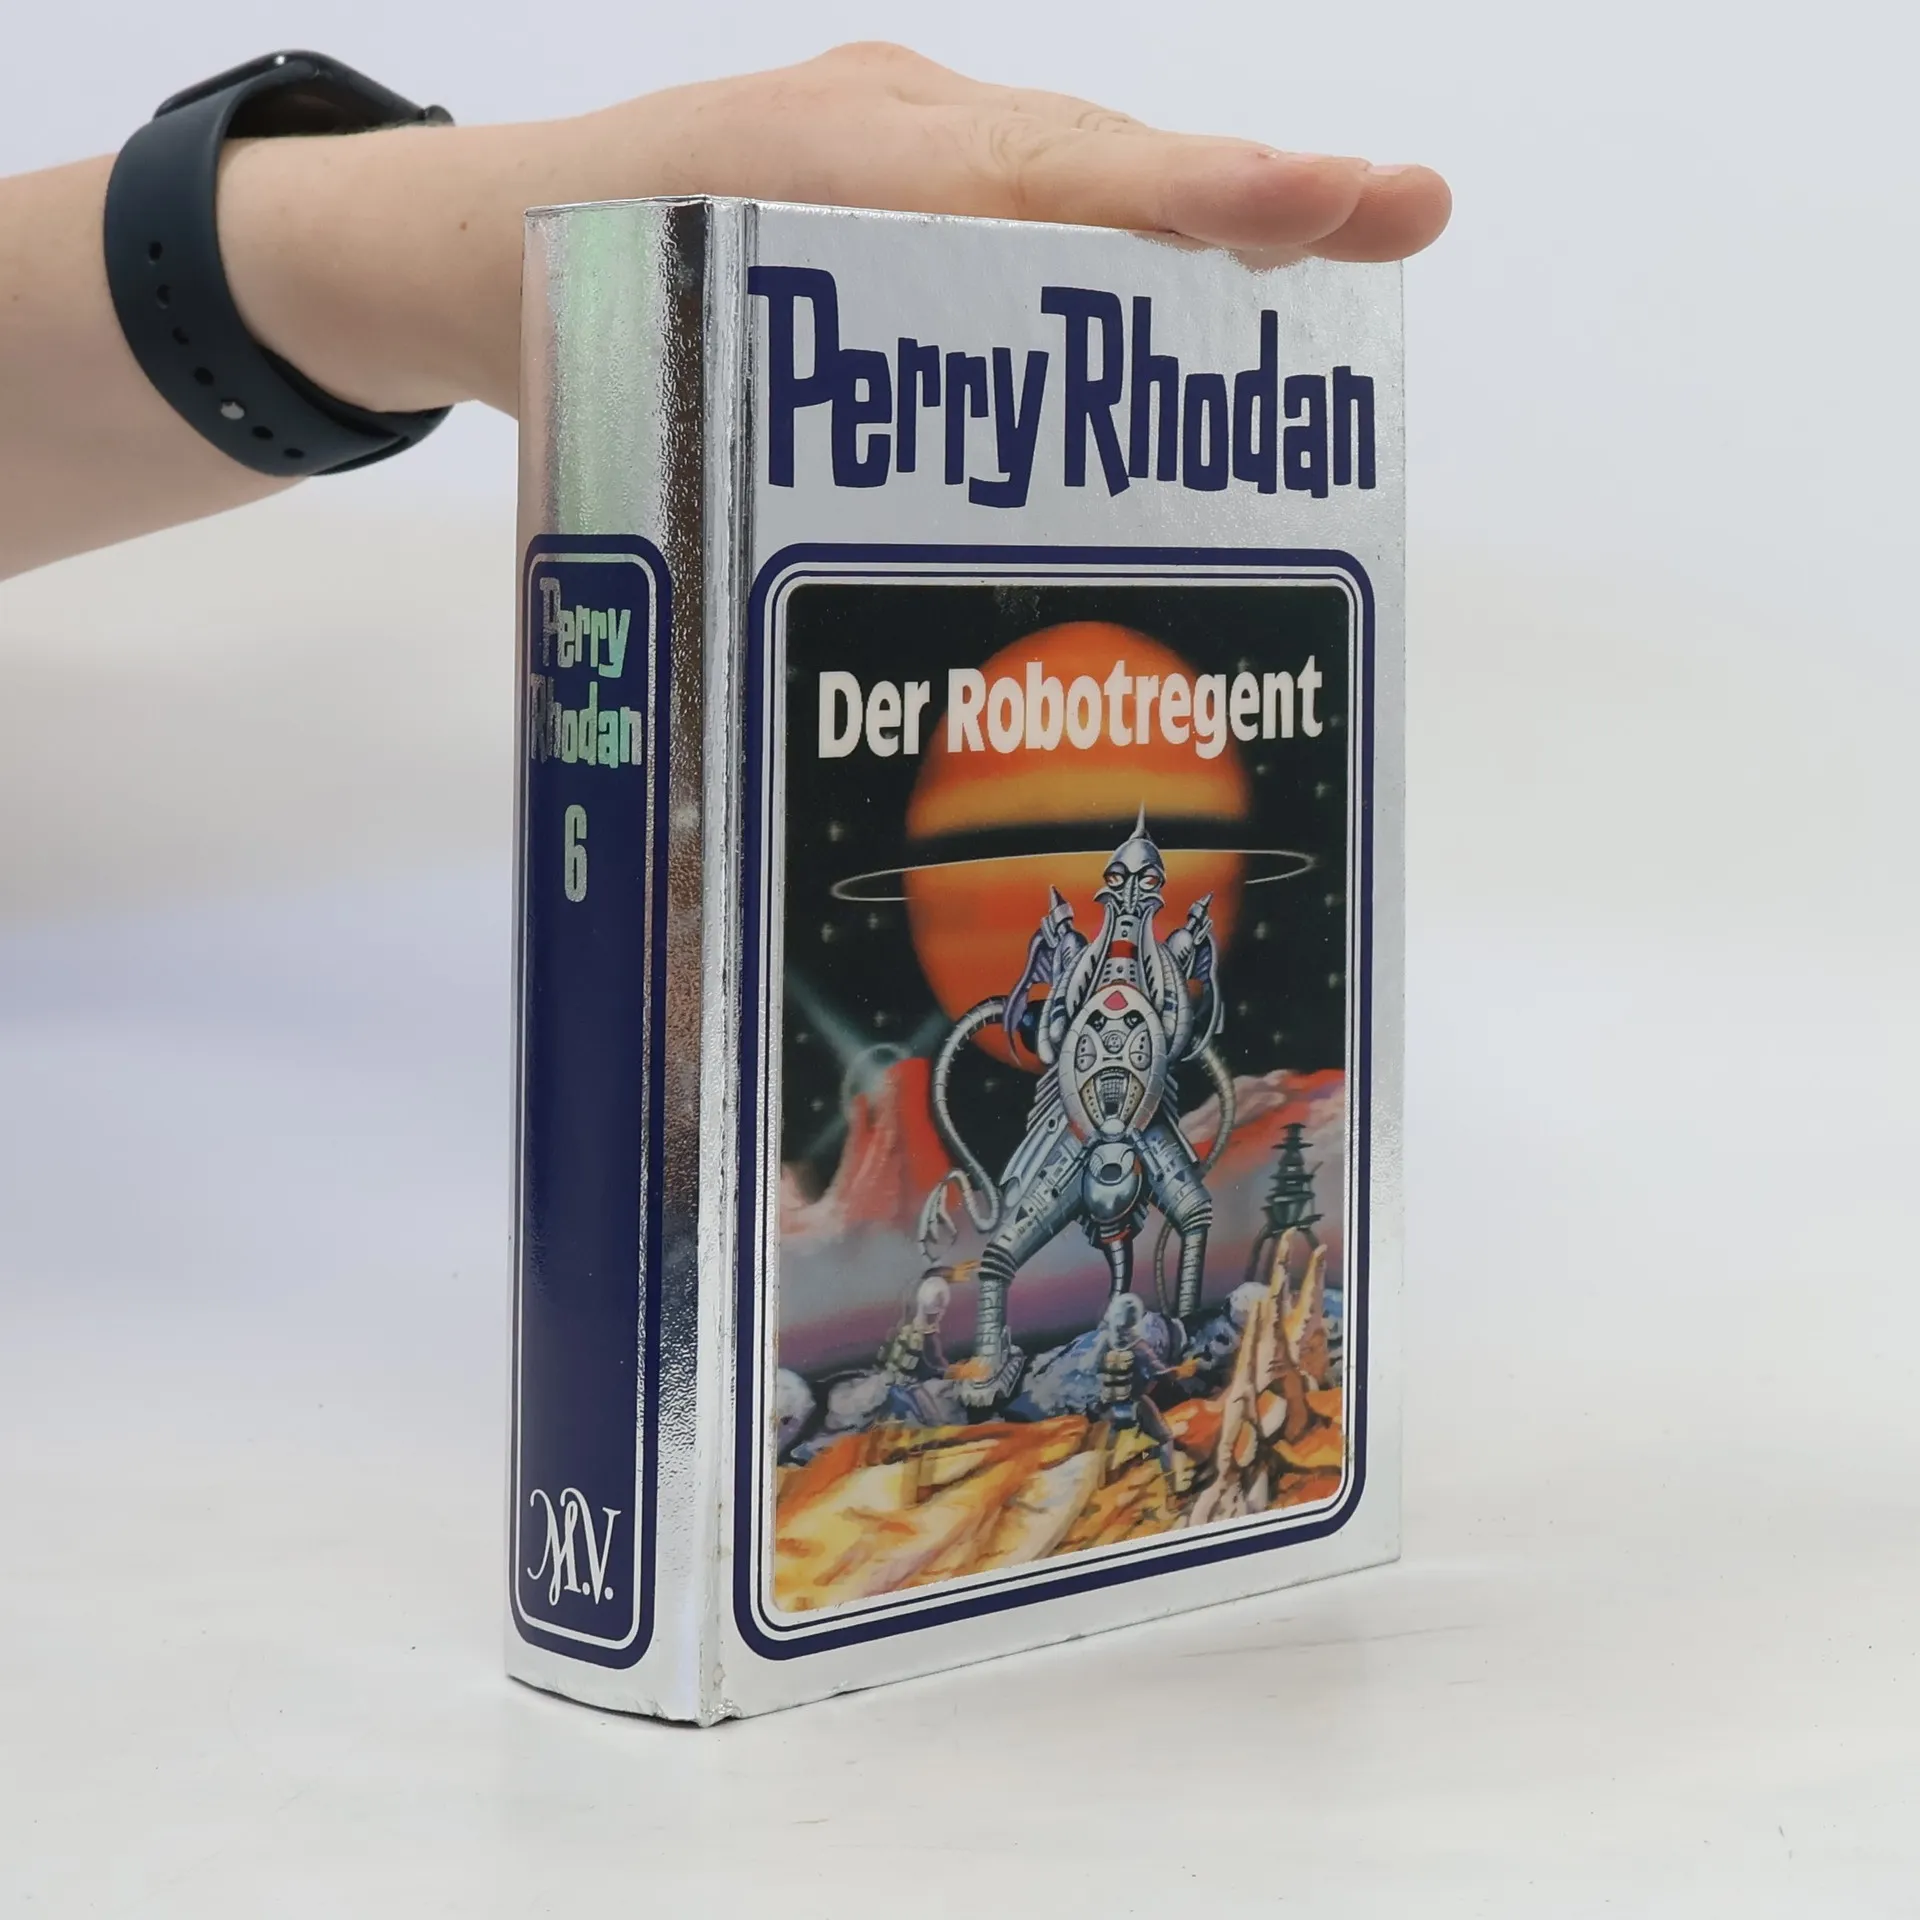 Perry Rhodan
Der Robotregent
Perry
Rhodan
6
M.V.